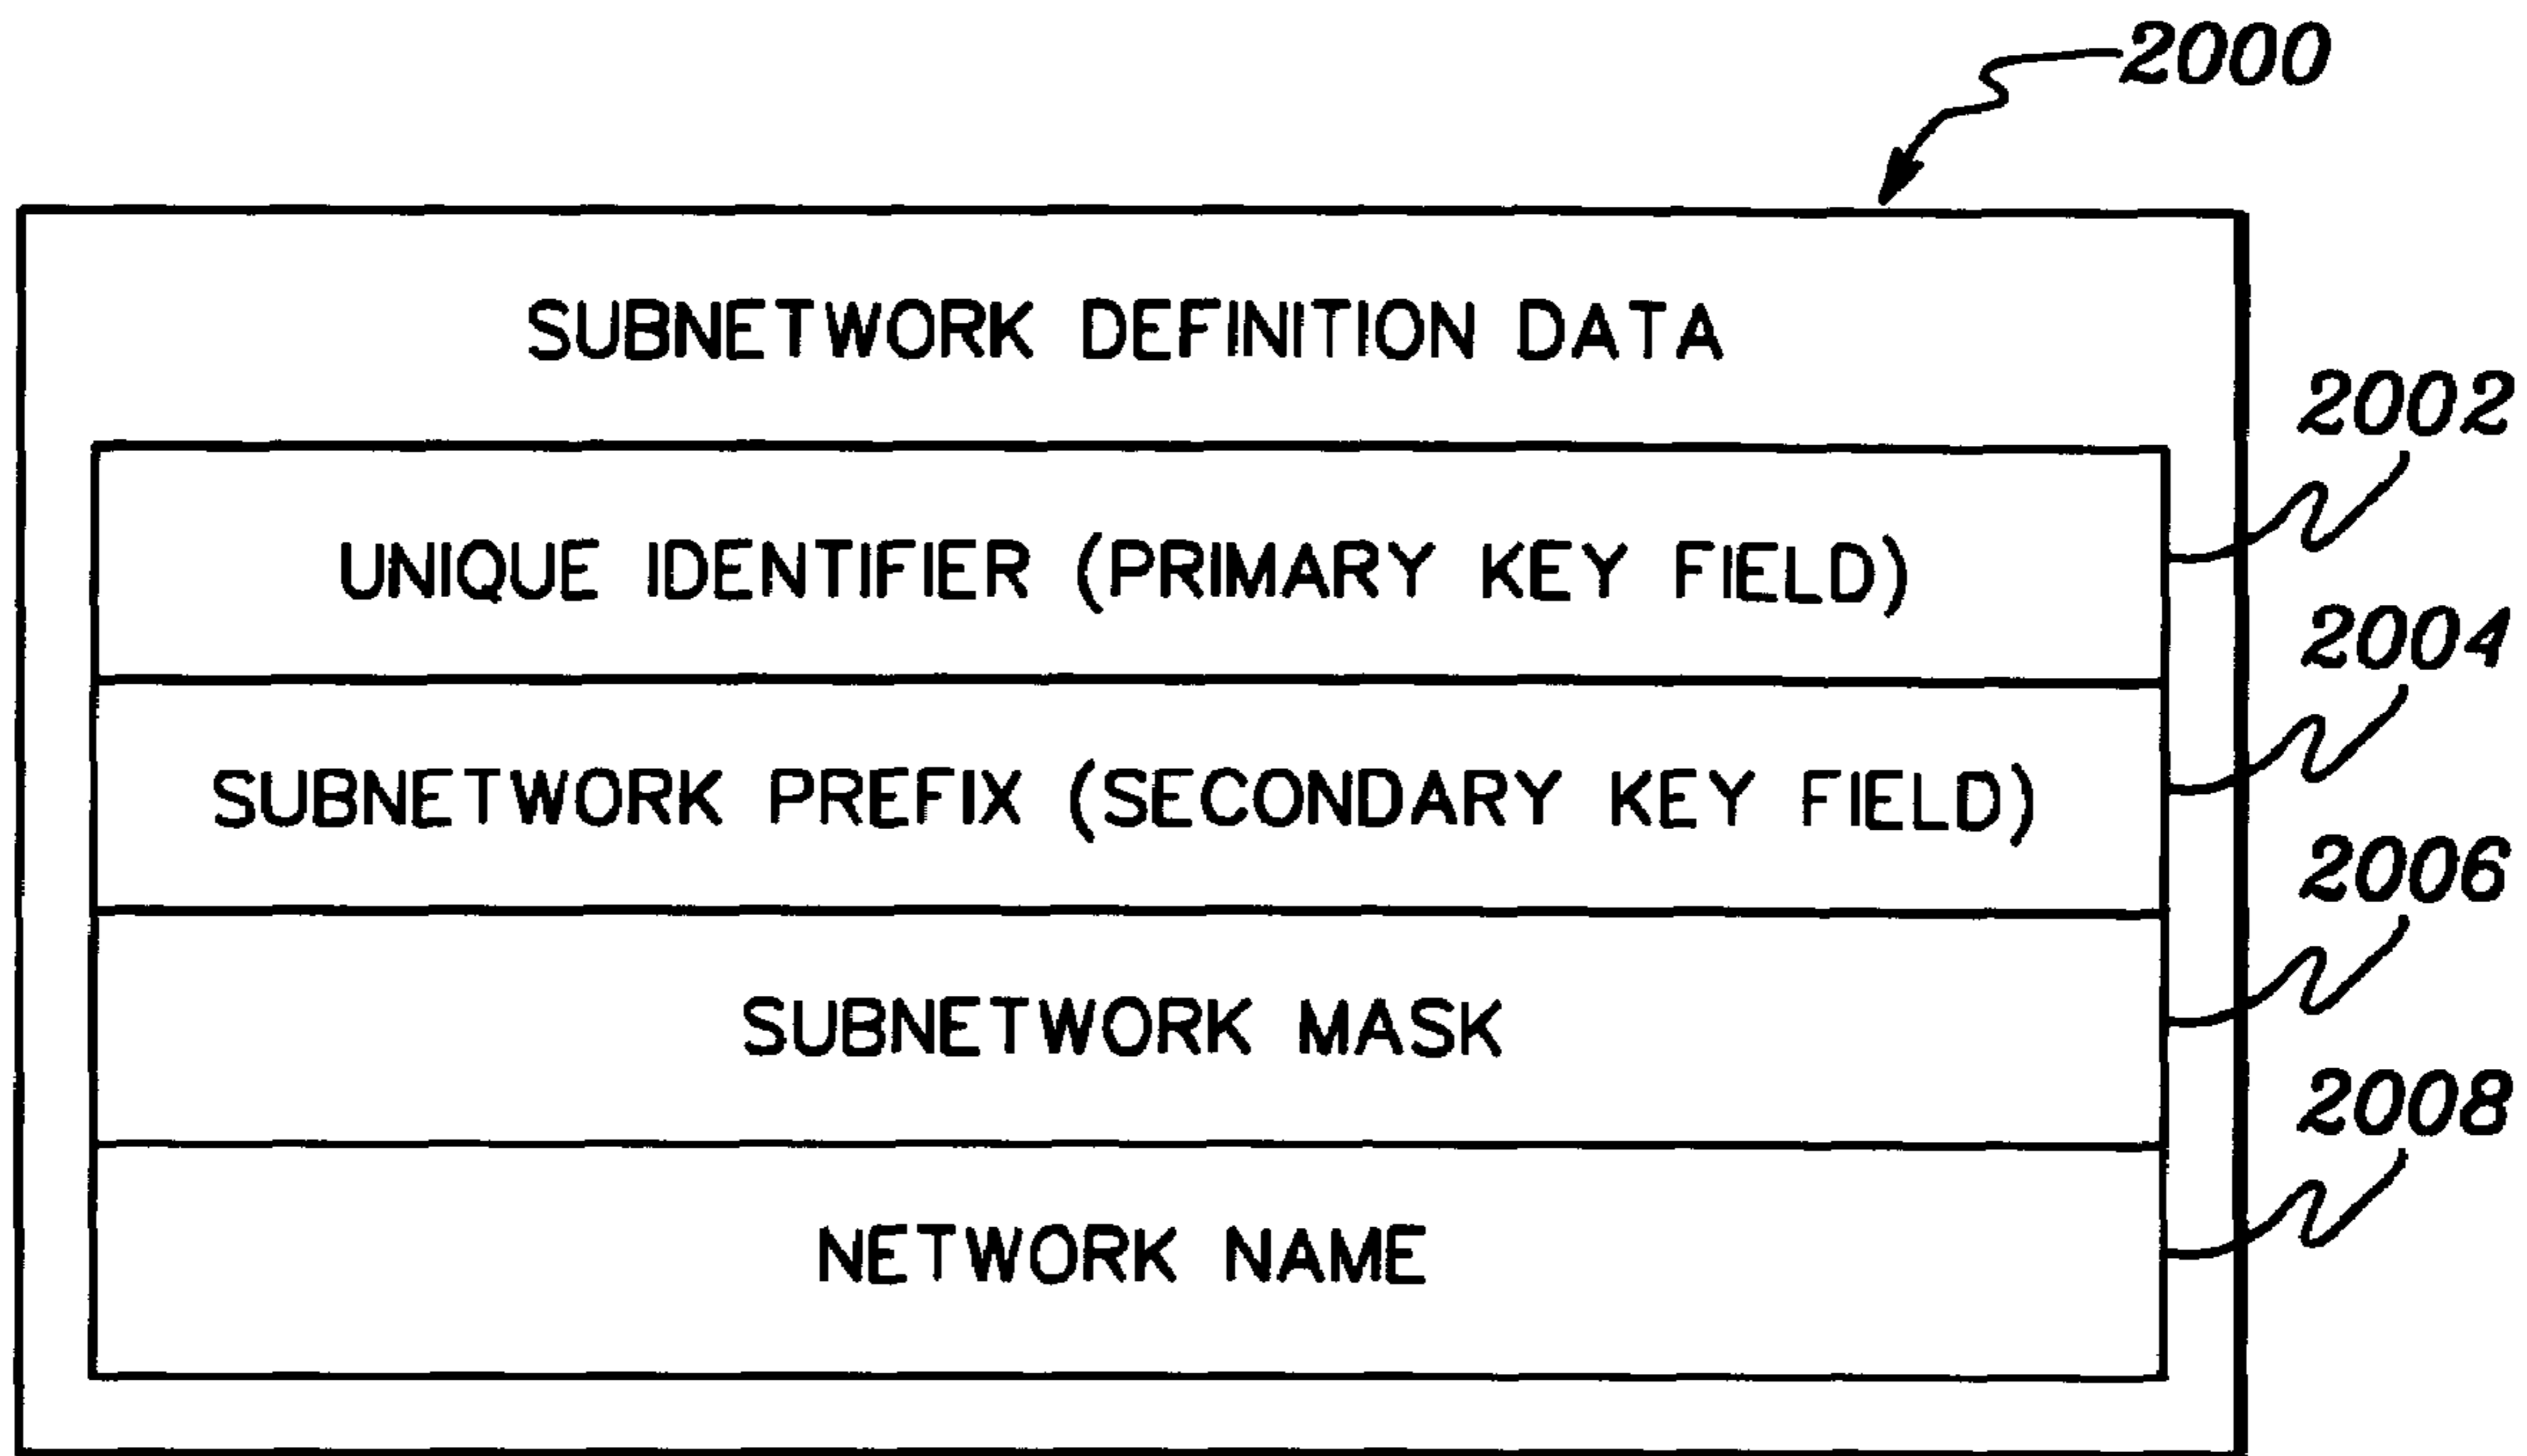 2000
SUBNETWORK DEFINITION DATA
2002
UNIQUE IDENTIFIER (PRIMARY KEY FIELD)
2004
SUBNETWORK PREFIX (SECONDARY KEY FIELD)
2006
SUBNETWORK MASK
2008
NETWORK NAME